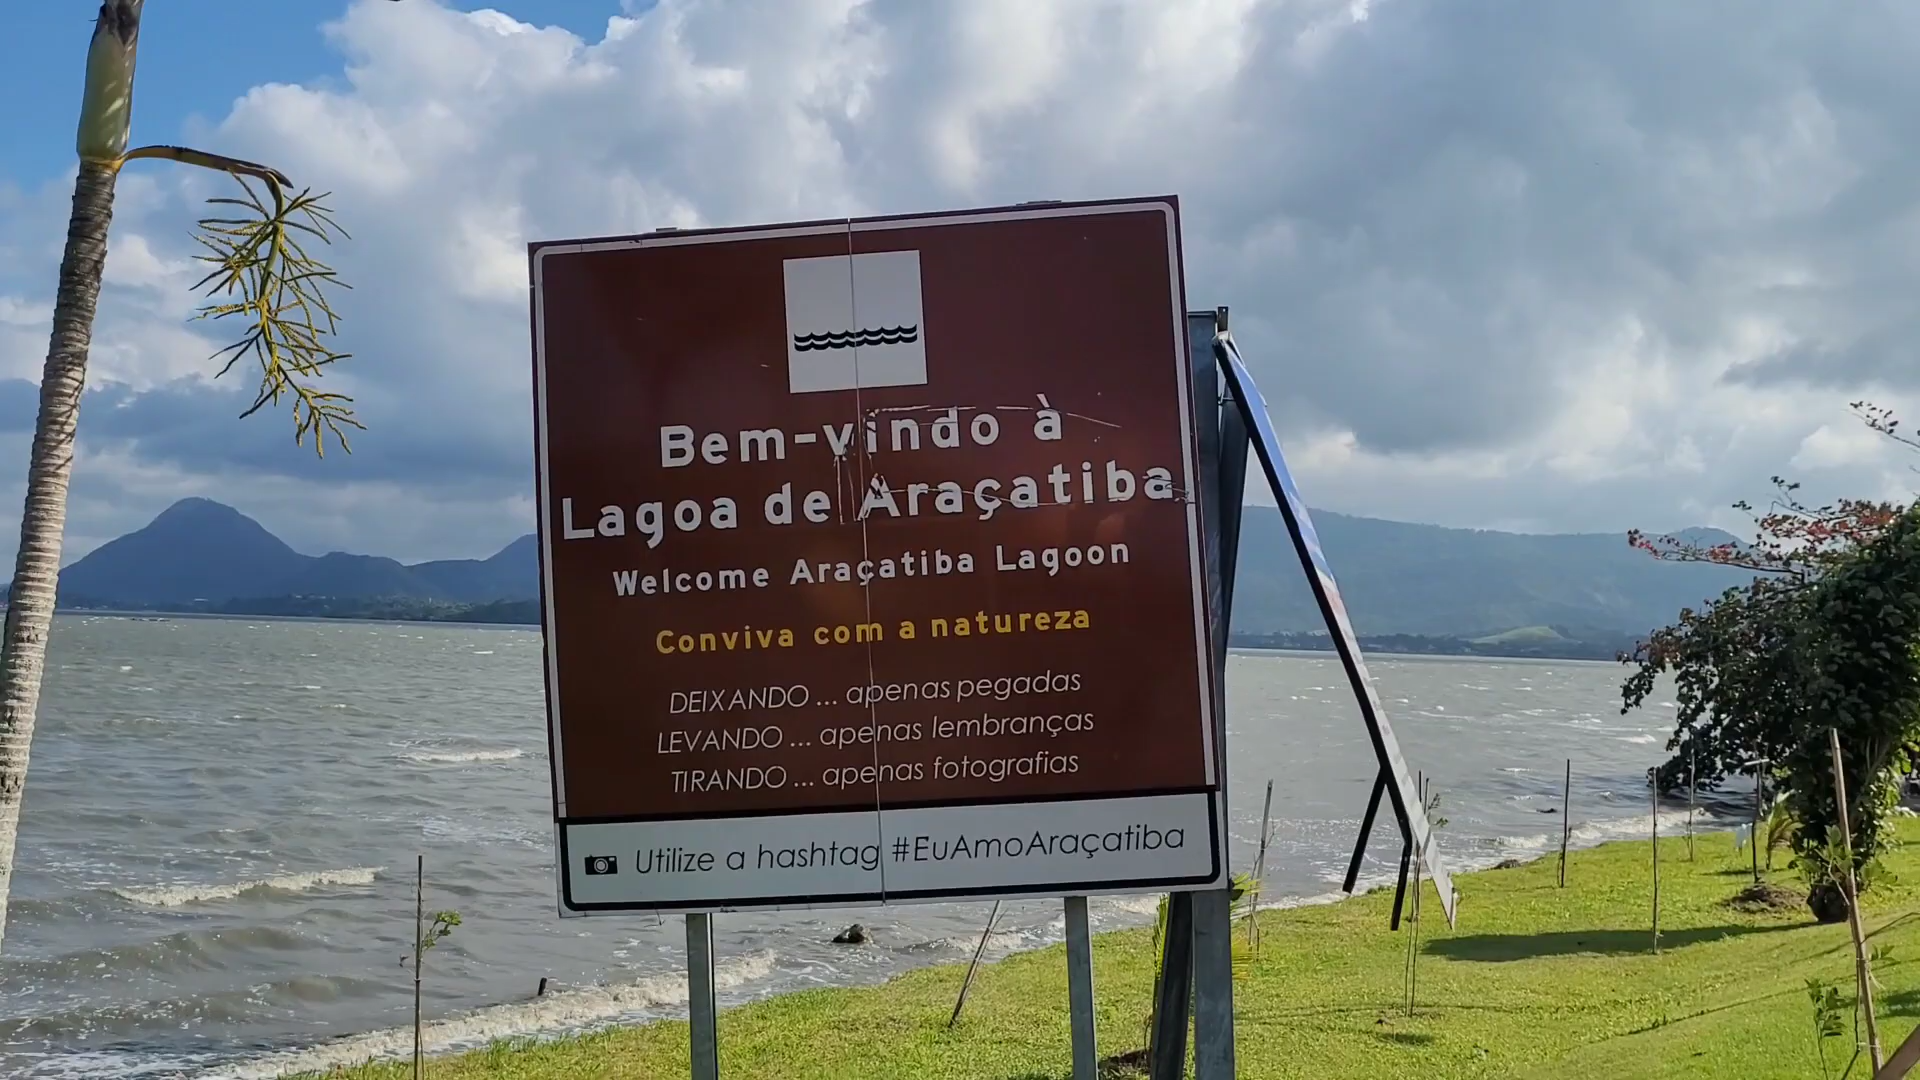 Bem-vindo à
Lagoa de Araçatiba
Welcome Araçatiba Lagoon
Conviva com a natureza
DEIXANDO ... apenas pegadas
LEVANDO ... apenas lembranças
TIRANDO ... apenas fotografias
Utilize a hashtag #EuAmoAraçatiba